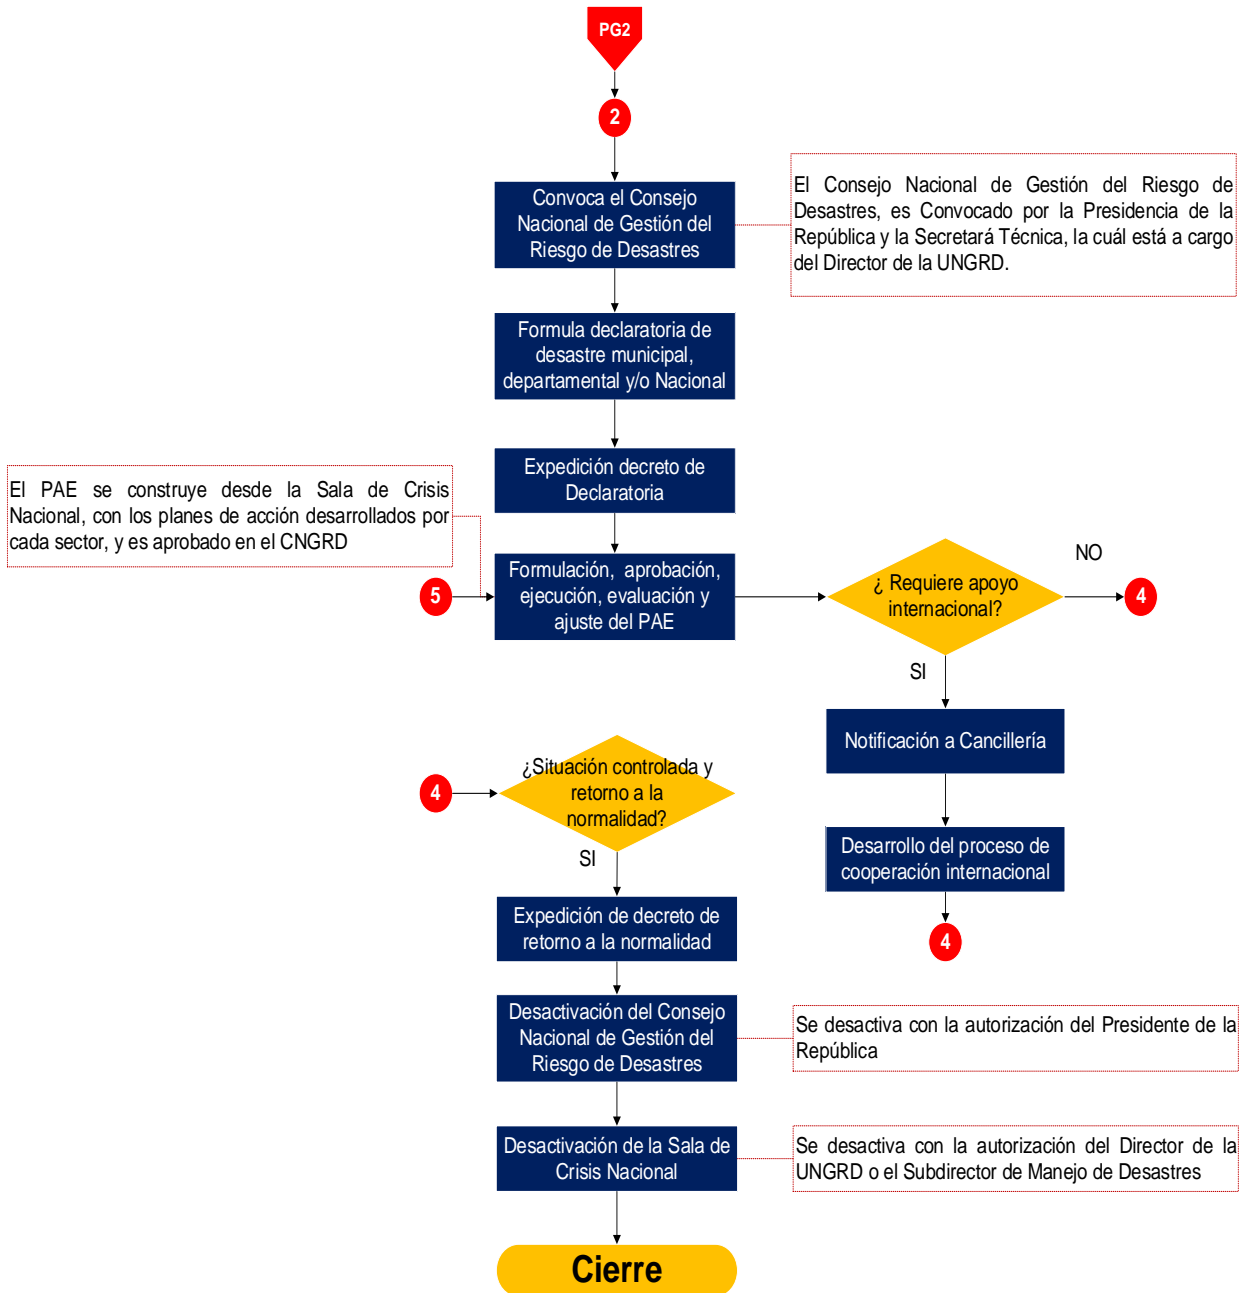 PG2
2
Convoca el Consejo
Nacional de Gestión del
Riesgo de Desastres
El Consejo Nacional de Gestión del Riesgo de
Desastres, es Convocado por la Presidencia de la
República y la Secretará Técnica, la cuál está a cargo
del Director de la UNGRD.
Formula declaratoria de
desastre municipal,
departamental y/o Nacional
Expedición decreto de
Declaratoria
El PAE se construye desde la Sala de Crisis
Nacional, con los planes de acción desarrollados por
cada sector, y es aprobado en el CNGRD
5
Formulación, aprobación,
ejecución, evaluación y
ajuste del PAE
¿ Requiere apoyo
internacional?
NO
4
SI
Notificación a Cancillería
Desarrollo del proceso de
cooperación internacional
4
4
¿Situación controlada y
retorno a la
normalidad?
SI
Expedición de decreto de
retorno a la normalidad
Desactivación del Consejo
Nacional de Gestión del
Riesgo de Desastres
Se desactiva con la autorización del Presidente de la
República
Desactivación de la Sala de
Crisis Nacional
Se desactiva con la autorización del Director de la
UNGRD o el Subdirector de Manejo de Desastres
Cierre